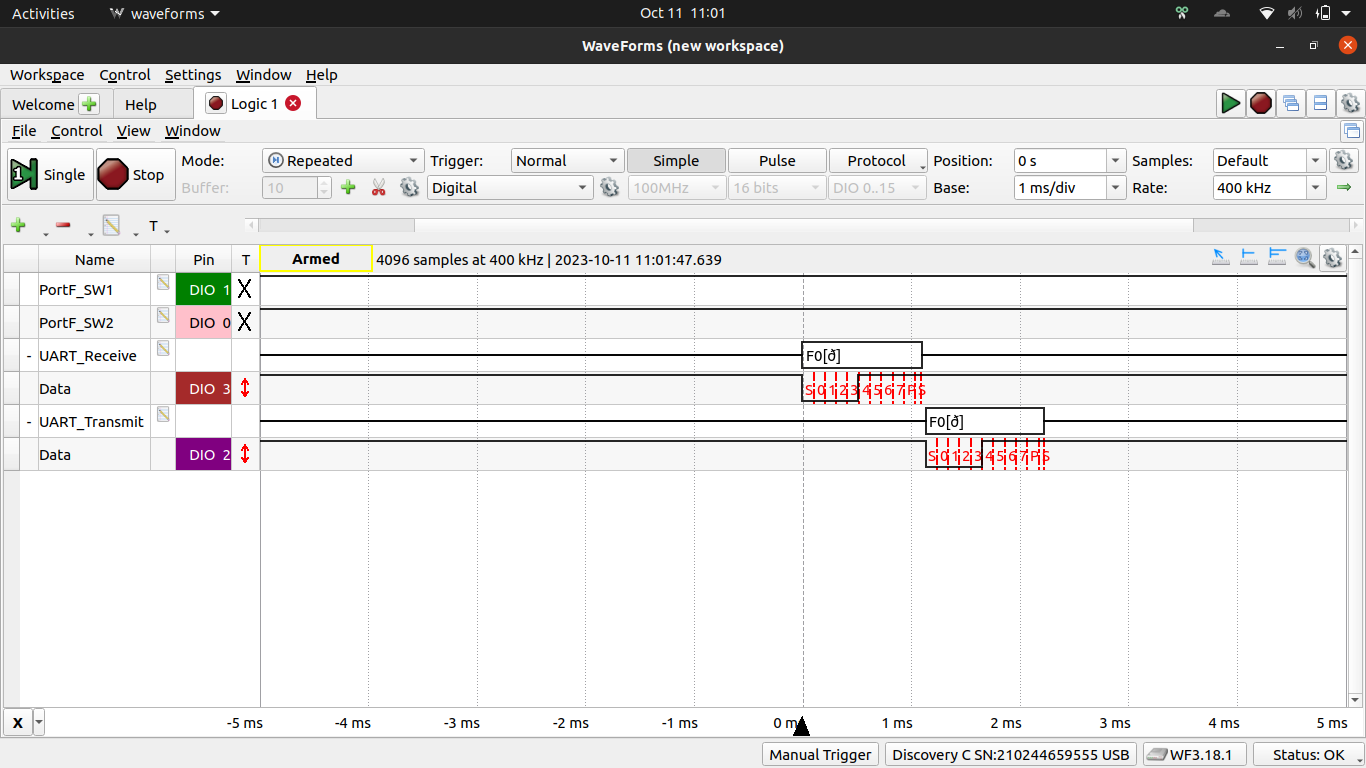 Activities waveforms Oct 11 11:01
WaveForms (new workspace)
Workspace Control Settings Window Help
Welcome Help Logic 1
File Control View Window
Single Stop Mode: Repeated Trigger: Normal Simple Pulse Protocol Position: 0 s Samples: Default
Buffer: 10 Digital 100MHz 16 bits DIO 0..15 Base: 1 ms/div Rate: 400 kHz
T
Name Pin T Armed 4096 samples at 400 kHz | 2023-10-11 11:01:47.639
PortF_SW1 DIO 1 X
PortF_SW2 DIO 0 X
- UART_Receive F0[ð]
Data DIO 3 S 0 1 2 3 4 5 6 7 P S
- UART_Transmit F0[ð]
Data DIO 2 S 0 1 2 3 4 5 6 7 P S
X -5 ms -4 ms -3 ms -2 ms -1 ms 0 ms 1 ms 2 ms 3 ms 4 ms 5 ms
Manual Trigger Discovery C SN:210244659555 USB WF3.18.1 Status: OK